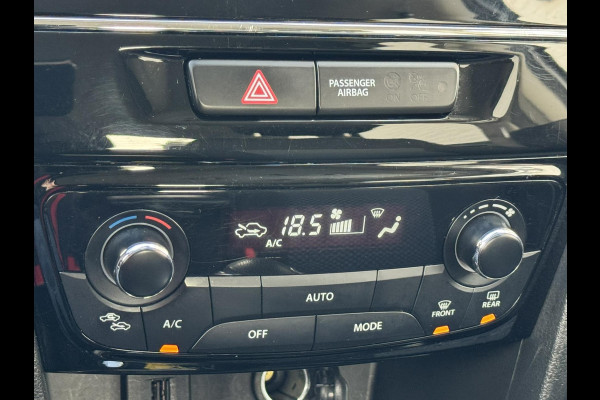 PASSENGER
AIRBAG
18.5
A/C
AUTO
A/C
OFF
MODE
FRONT
REAR